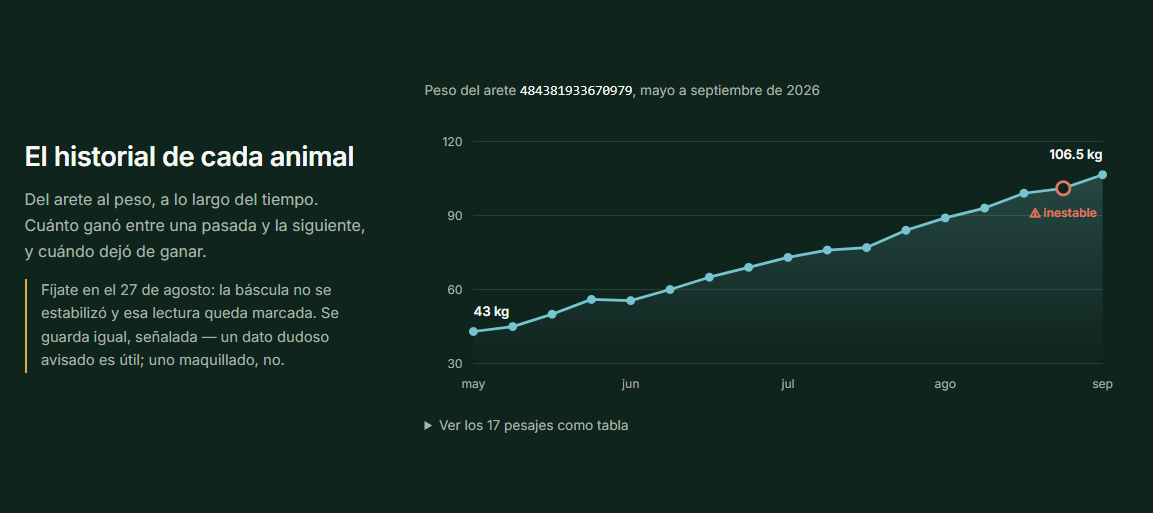 El historial de cada animal
Del arete al peso, a lo largo del tiempo.
Cuánto ganó entre una pasada y la siguiente,
y cuándo dejó de ganar.
Fíjate en el 27 de agosto: la báscula no se
estabilizó y esa lectura queda marcada. Se
guarda igual, señalada — un dato dudoso
avisado es útil; uno maquillado, no.
Peso del arete 484381933670979, mayo a septiembre de 2026
120
106.5 kg
90
⚠ inestable
60
43 kg
30
may jun jul ago sep
▶ Ver los 17 pesajes como tabla